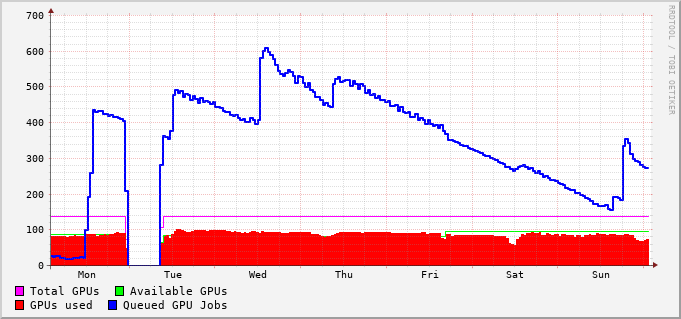 700
600
500
400
300
200
100
0
Mon Tue Wed Thu Fri Sat Sun
Total GPUs Available GPUs
GPUs used Queued GPU Jobs
RRDTOOL / TOBI OETIKER